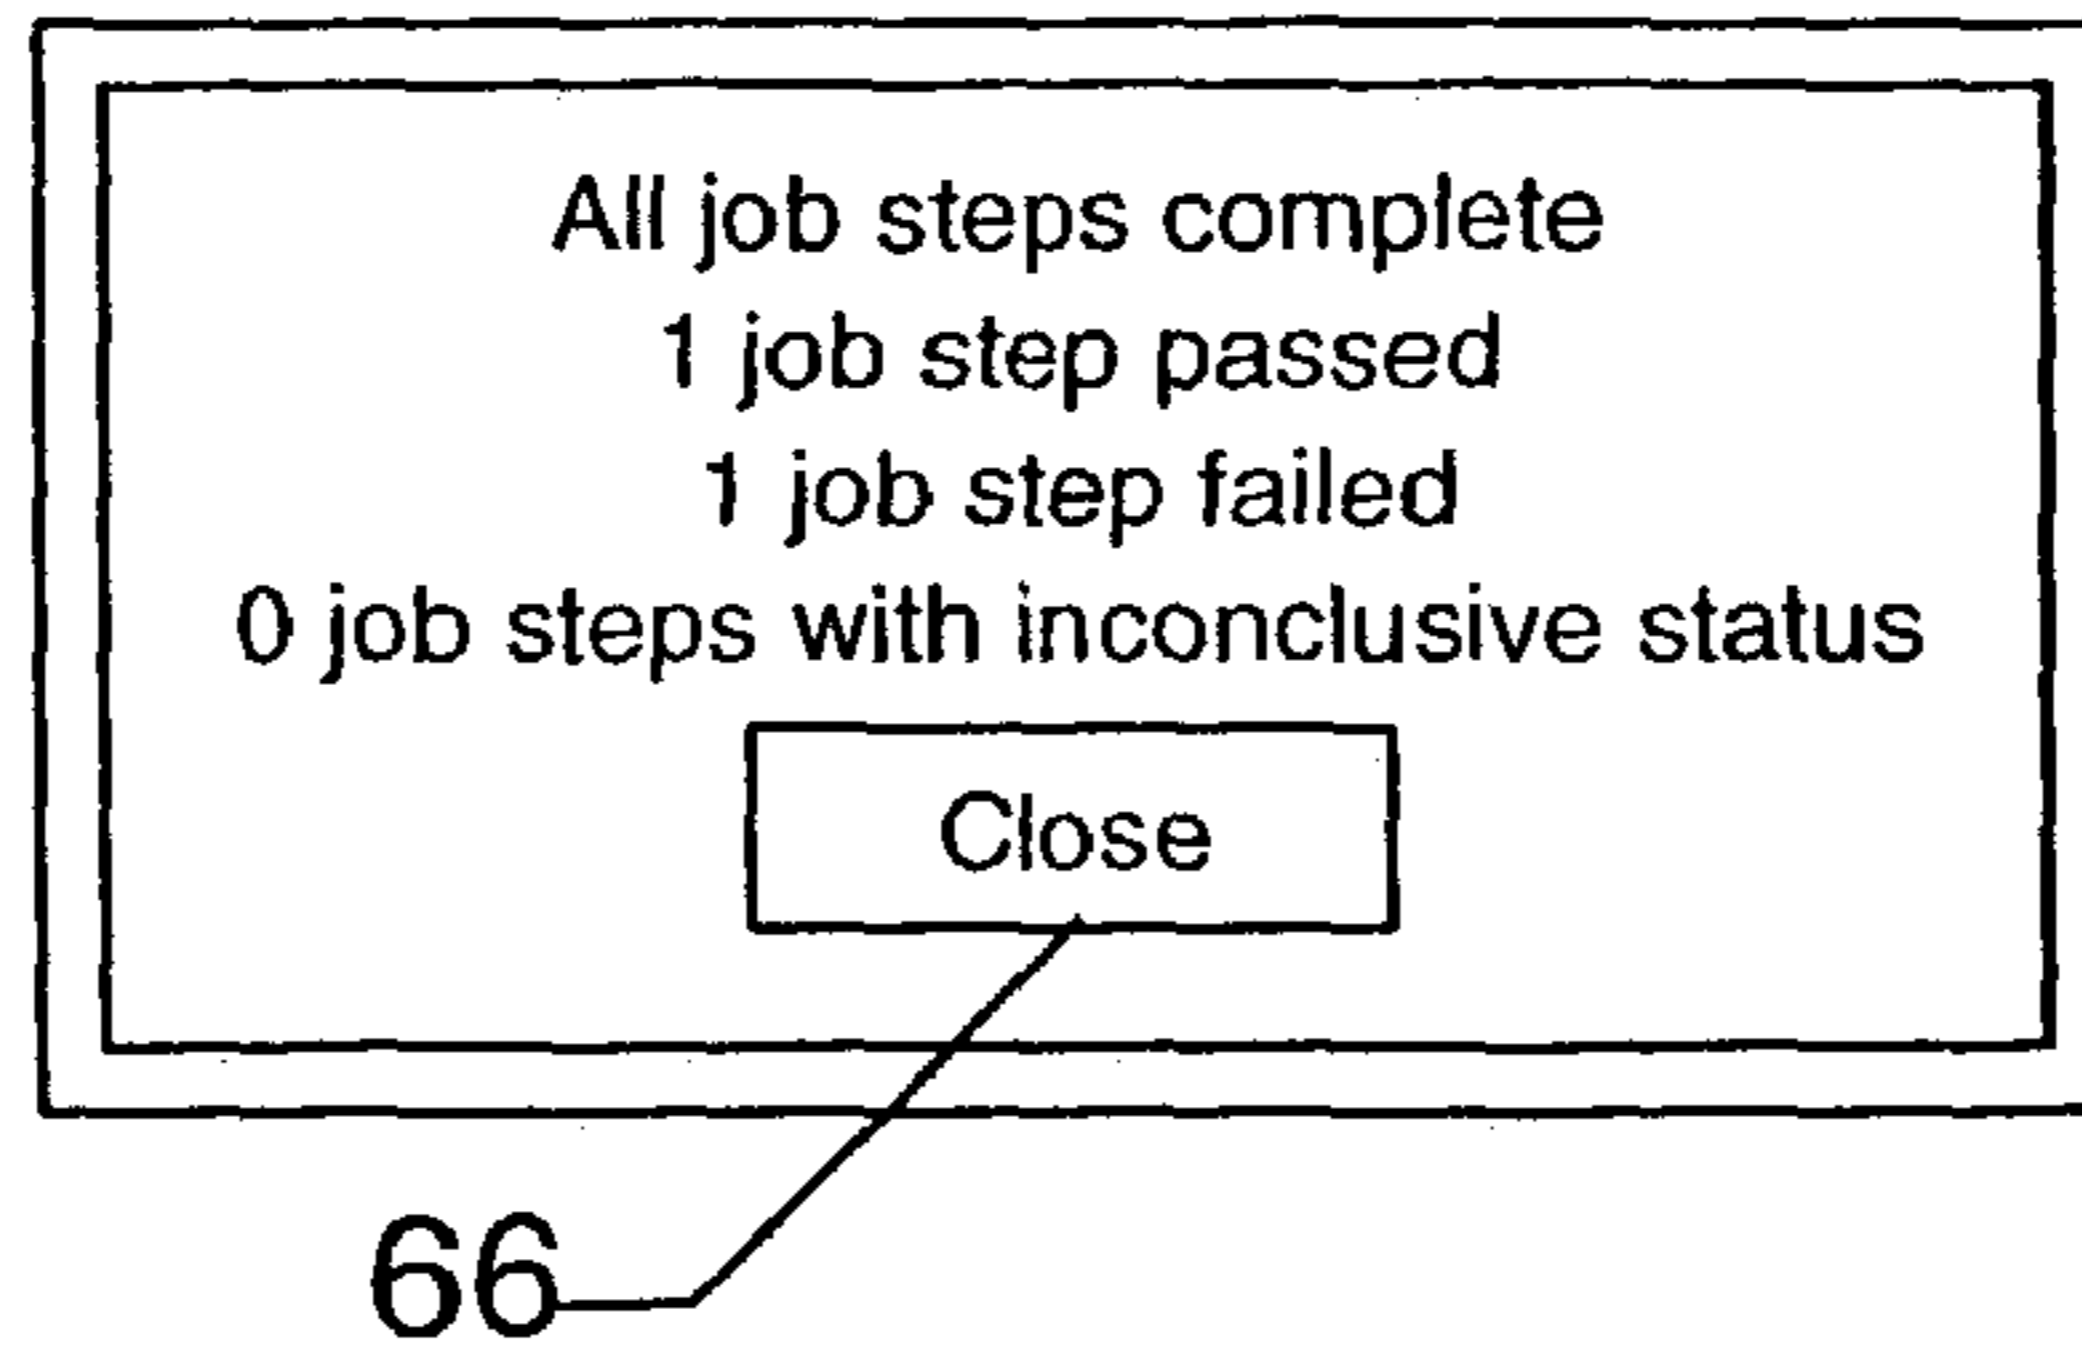 All job steps complete
1 job step passed
1 job step failed
0 job steps with inconclusive status
Close
66